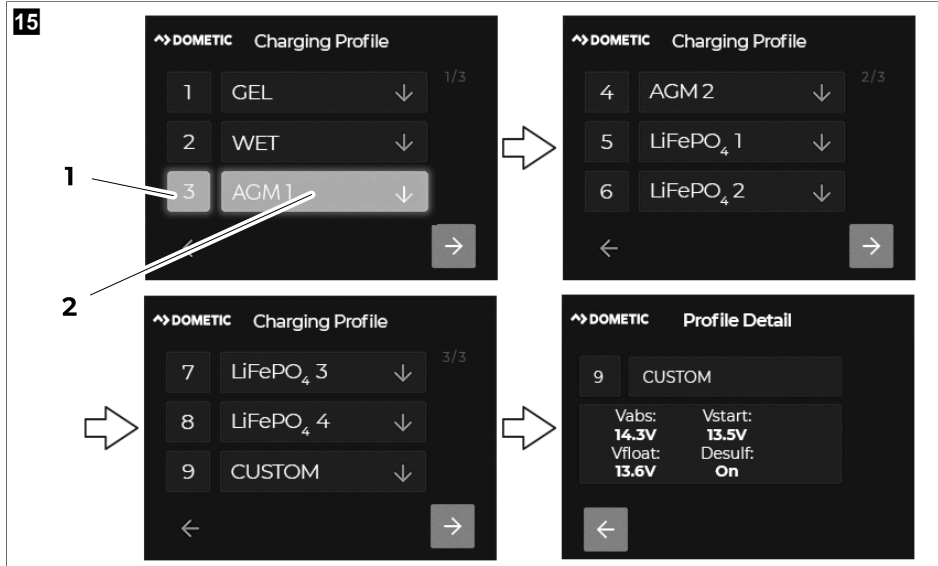 15
DOMETIC Charging Profile
1/3
1 GEL
2 WET
3 AGM 1
DOMETIC Charging Profile
2/3
4 AGM 2
5 LiFePO₄ 1
6 LiFePO₄ 2
1
2
DOMETIC Charging Profile
3/3
7 LiFePO₄ 3
8 LiFePO₄ 4
9 CUSTOM
DOMETIC Profile Detail
9 CUSTOM
Vabs: Vstart:
14.3V 13.5V
Vfloat: Desulf:
13.6V On